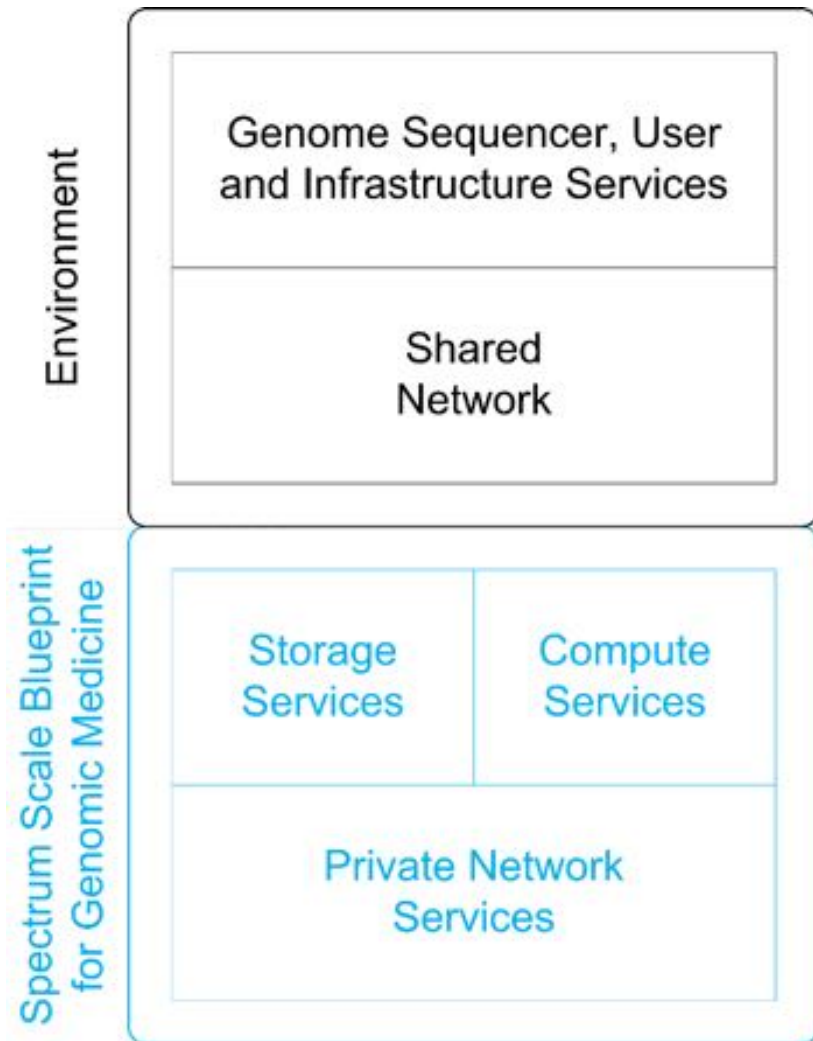 Environment
Genome Sequencer, User
and Infrastructure Services
Shared
Network
Spectrum Scale Blueprint
for Genomic Medicine
Storage
Services
Compute
Services
Private Network
Services